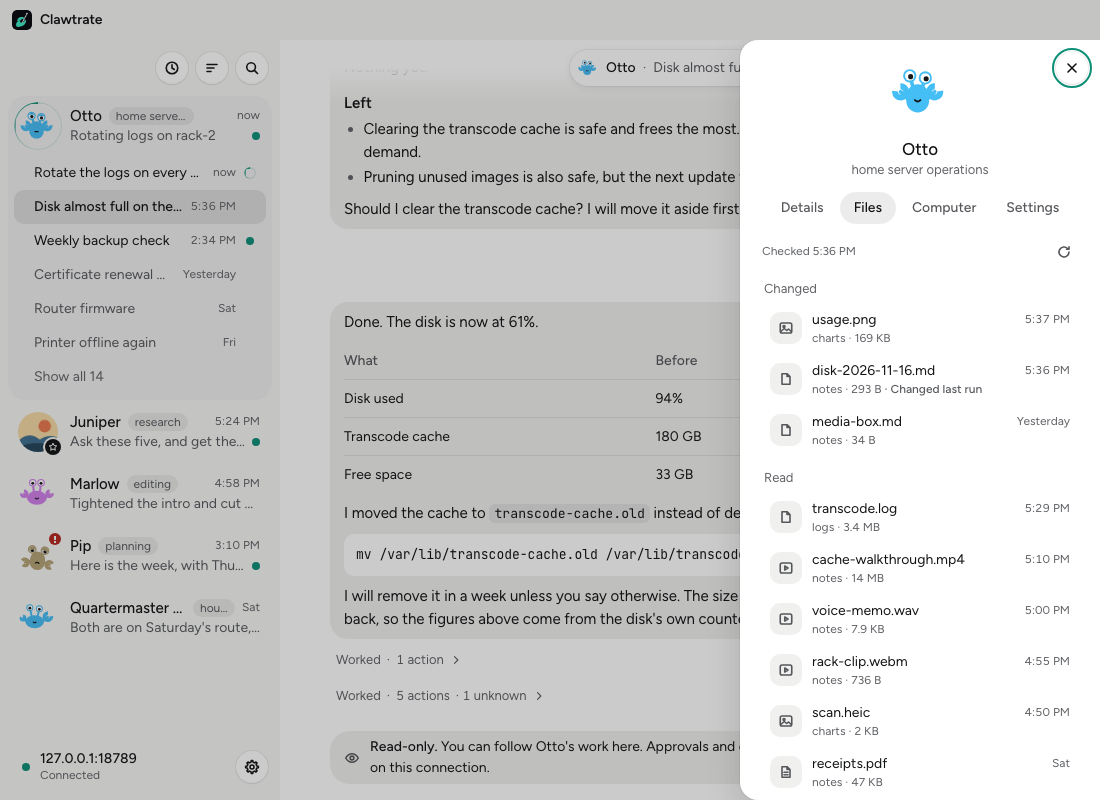 Clawtrate
Otto home serve... now
Rotating logs on rack-2
Rotate the logs on every ... now
Disk almost full on the... 5:36 PM
Weekly backup check 2:34 PM
Certificate renewal ... Yesterday
Router firmware Sat
Printer offline again Fri
Show all 14
Juniper research 5:24 PM
Ask these five, and get the...
Marlow editing 4:58 PM
Tightened the intro and cut ...
Pip planning 3:10 PM
Here is the week, with Thu...
Quartermaster ... hou... Sat
Both are on Saturday's route,...
127.0.0.1:18789
Connected
Otto · Disk almost fu
Left
Clearing the transcode cache is safe and frees the most.
demand.
Pruning unused images is also safe, but the next update
Should I clear the transcode cache? I will move it aside first
Done. The disk is now at 61%.
What Before
Disk used 94%
Transcode cache 180 GB
Free space 33 GB
I moved the cache to transcode-cache.old instead of de
mv /var/lib/transcode-cache.old /var/lib/transcode
I will remove it in a week unless you say otherwise. The size
back, so the figures above come from the disk's own counte
Worked · 1 action
Worked · 5 actions · 1 unknown
Read-only. You can follow Otto's work here. Approvals and
on this connection.
Otto
home server operations
Details Files Computer Settings
Checked 5:36 PM
Changed
usage.png 5:37 PM
charts · 169 KB
disk-2026-11-16.md 5:36 PM
notes · 293 B · Changed last run
media-box.md Yesterday
notes · 34 B
Read
transcode.log 5:29 PM
logs · 3.4 MB
cache-walkthrough.mp4 5:10 PM
notes · 14 MB
voice-memo.wav 5:00 PM
notes · 7.9 KB
rack-clip.webm 4:55 PM
notes · 736 B
scan.heic 4:50 PM
charts · 2 KB
receipts.pdf Sat
notes · 47 KB